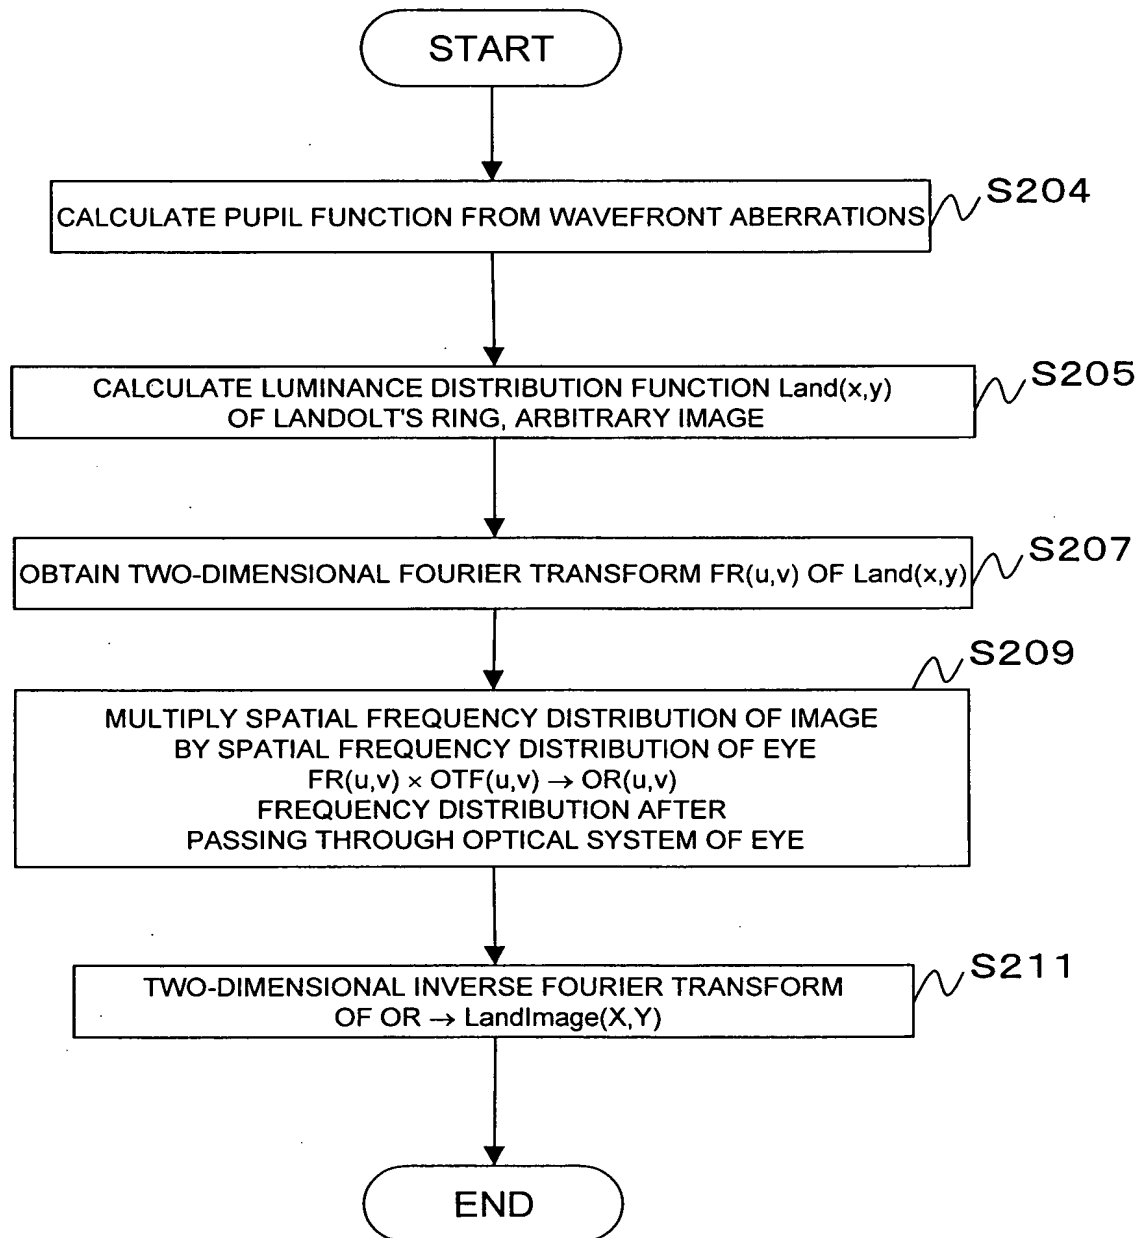 START
CALCULATE PUPIL FUNCTION FROM WAVEFRONT ABERRATIONS
S204
CALCULATE LUMINANCE DISTRIBUTION FUNCTION Land(x,y)
OF LANDOLT'S RING, ARBITRARY IMAGE
S205
OBTAIN TWO-DIMENSIONAL FOURIER TRANSFORM FR(u,v) OF Land(x,y)
S207
MULTIPLY SPATIAL FREQUENCY DISTRIBUTION OF IMAGE
BY SPATIAL FREQUENCY DISTRIBUTION OF EYE
FR(u,v) × OTF(u,v) → OR(u,v)
FREQUENCY DISTRIBUTION AFTER
PASSING THROUGH OPTICAL SYSTEM OF EYE
S209
TWO-DIMENSIONAL INVERSE FOURIER TRANSFORM
OF OR → LandImage(X,Y)
S211
END